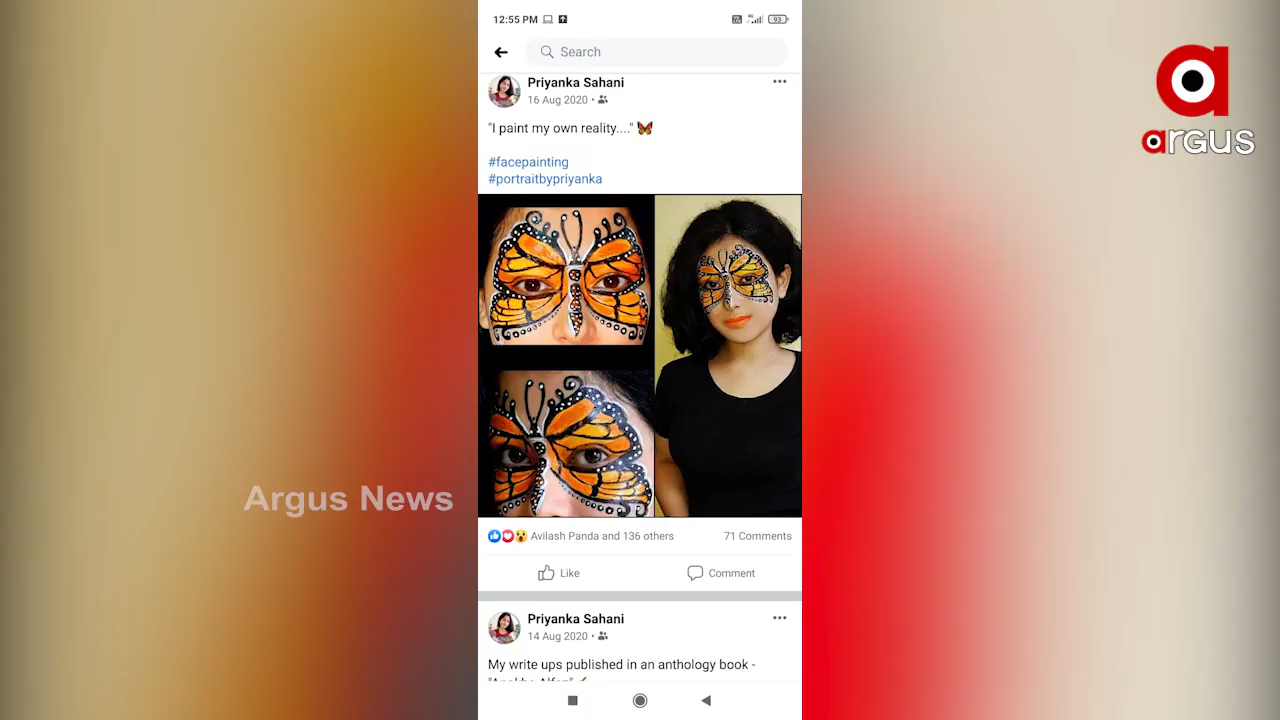 12:55 PM
4G
93
Search
argus
Priyanka Sahani
16 Aug 2020 •
"I paint my own reality...."
#facepainting
#portraitbypriyanka
Argus News
Avilash Panda and 136 others 71 Comments
Like Comment
Priyanka Sahani
14 Aug 2020 •
My write ups published in an anthology book -